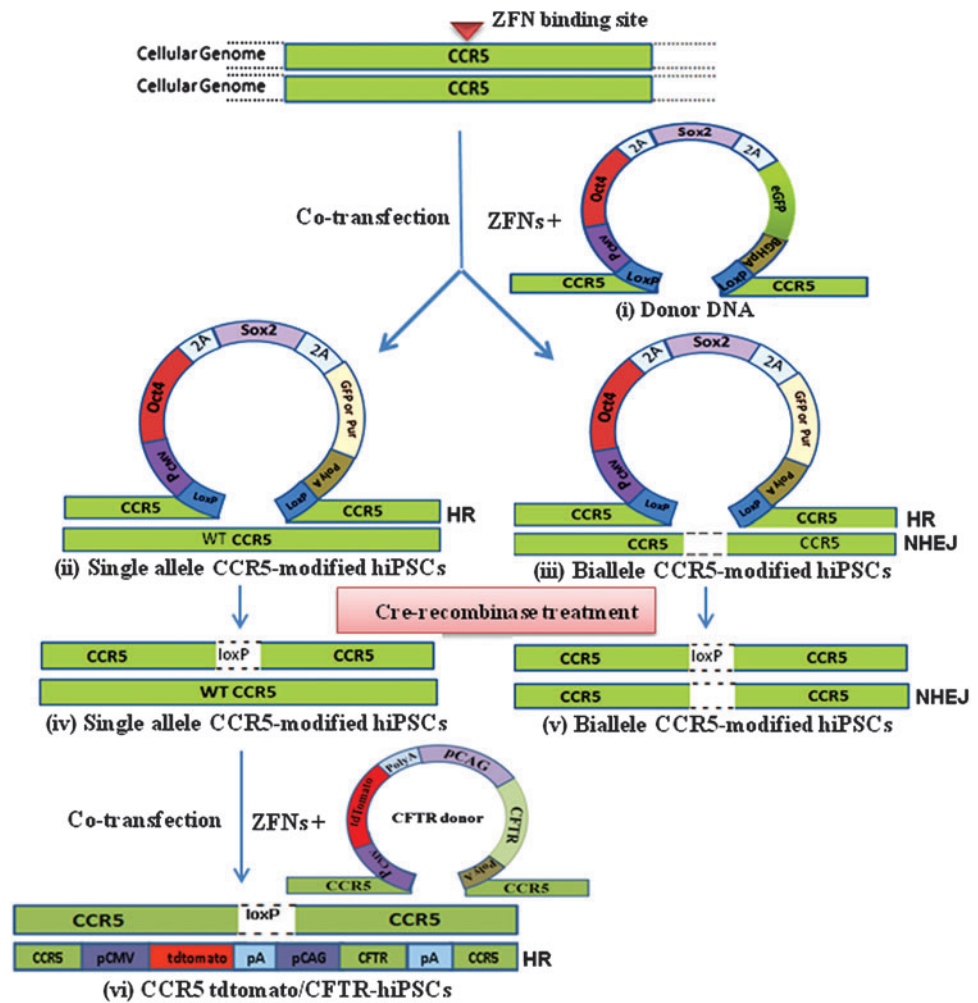 ZFN binding site
Cellular Genome
CCR5
Cellular Genome
CCR5
Co-transfection
ZFNs +
CCR5
LoxP
PCMV
Oct4
2A
Sox2
2A
eGFP
BGHpA
LoxP
CCR5
(i) Donor DNA
CCR5
LoxP
PCMV
Oct4
2A
Sox2
2A
GFP or Pur
Poly A
LoxP
CCR5
HR
WT CCR5
(ii) Single allele CCR5-modified hiPSCs
CCR5
LoxP
PCMV
Oct4
2A
Sox2
2A
GFP or Pur
Poly A
LoxP
CCR5
HR
CCR5
CCR5
NHEJ
(iii) Biallele CCR5-modified hiPSCs
Cre-recombinase treatment
CCR5
loxP
CCR5
WT CCR5
(iv) Single allele CCR5-modified hiPSCs
CCR5
loxP
CCR5
CCR5
CCR5
NHEJ
(v) Biallele CCR5-modified hiPSCs
Co-transfection
ZFNs +
CCR5
PCMV
tdTomato
PolyA
pCAG
CFTR
Poly A
CCR5
CFTR donor
CCR5
loxP
CCR5
CCR5
pCMV
tdtomato
pA
pCAG
CFTR
pA
CCR5
HR
(vi) CCR5 tdtomato/CFTR-hiPSCs